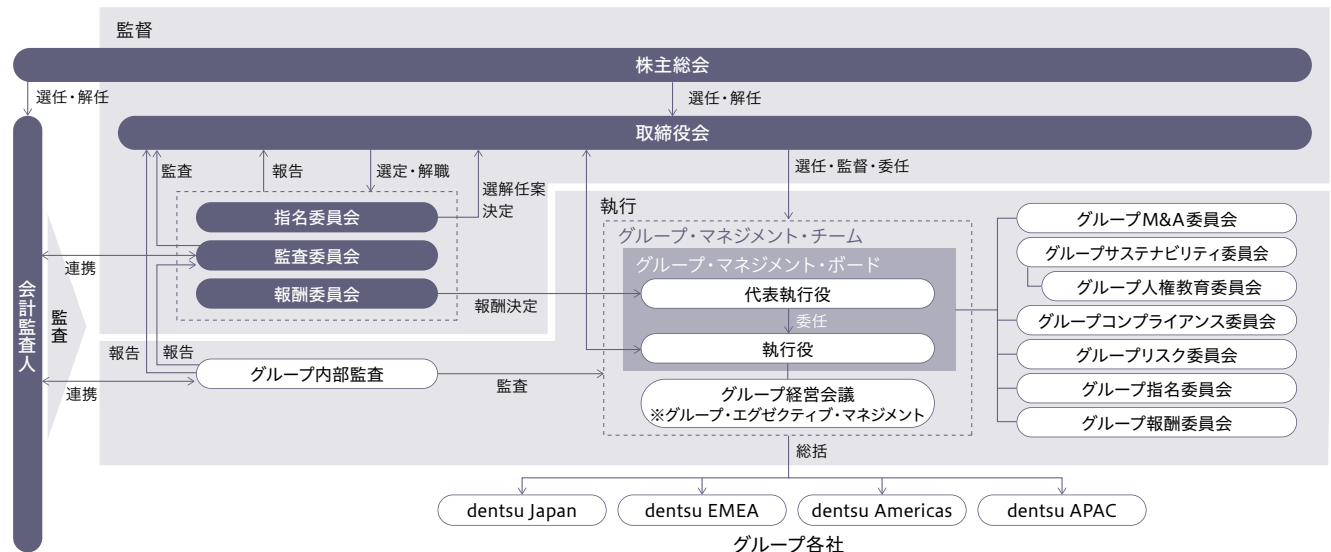 監督
株主総会
選任・解任
選任・解任
取締役会
監査
報告
選定・解職
選解任案
決定
選任・監督・委任
指名委員会
監査委員会
報酬委員会
連携
会計監査人
監査
報酬決定
執行
グループ・マネジメント・チーム
グループ・マネジメント・ボード
代表執行役
委任
執行役
グループ経営会議
※グループ・エグゼクティブ・マネジメント
グループM&A委員会
グループサステナビリティ委員会
グループ人権教育委員会
グループコンプライアンス委員会
グループリスク委員会
グループ指名委員会
グループ報酬委員会
報告
報告
グループ内部監査
監査
連携
総括
dentsu Japan
dentsu EMEA
dentsu Americas
dentsu APAC
グループ各社